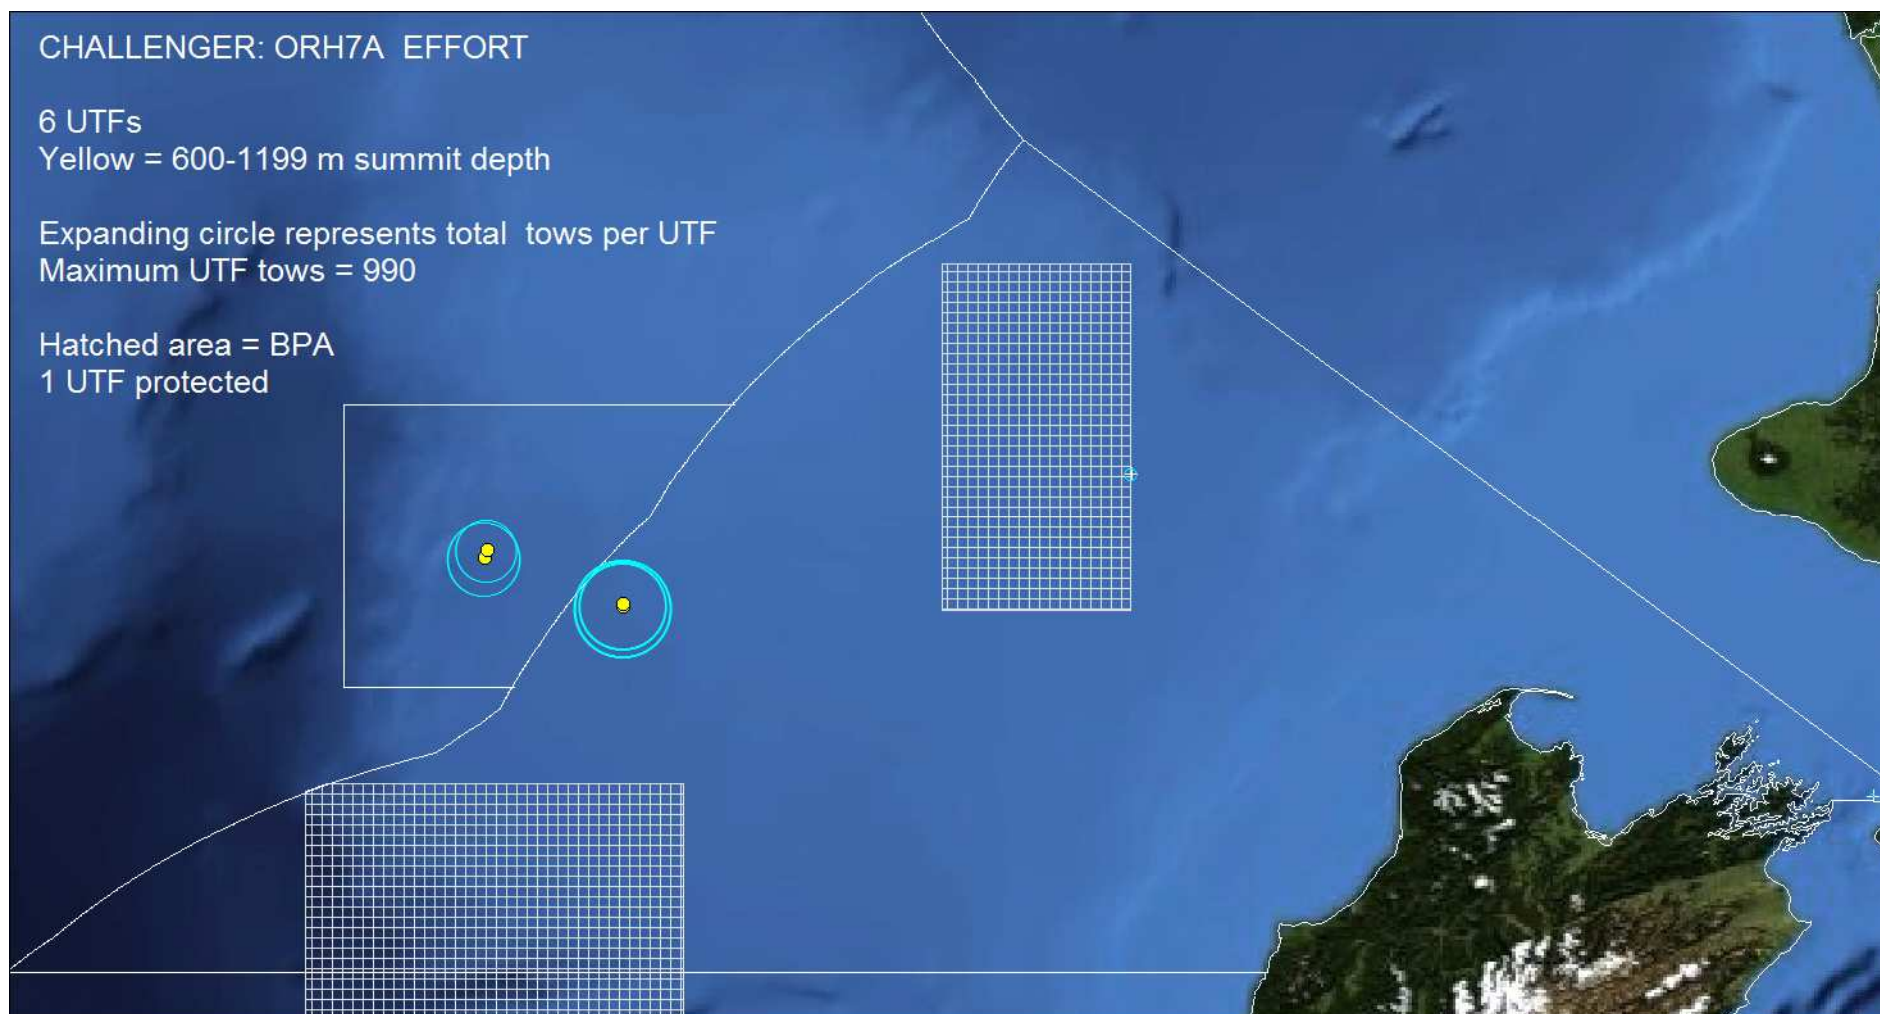 CHALLENGER: ORH7A EFFORT
6 UTFs
Yellow = 600-1199 m summit depth
Expanding circle represents total tows per UTF
Maximum UTF tows = 990
Hatched area = BPA
1 UTF protected